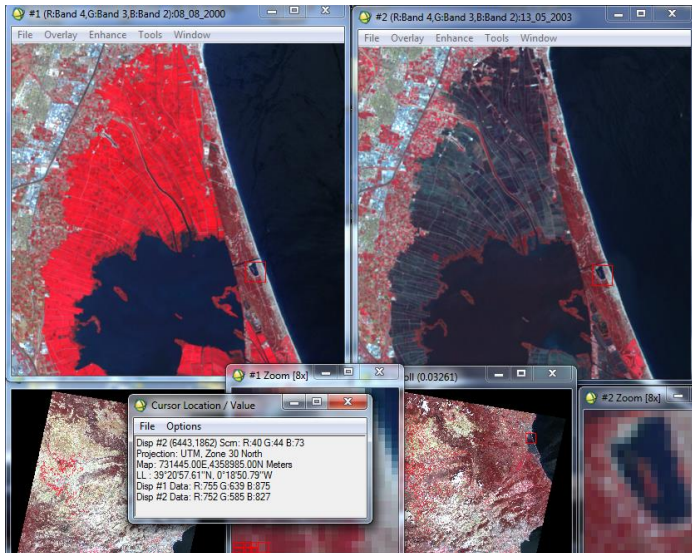 #1 (R:Band 4,G:Band 3,B:Band 2):08_08_2000
File Overlay Enhance Tools Window
#2 (R:Band 4,G:Band 3,B:Band 2):13_05_2003
File Overlay Enhance Tools Window
#1 Zoom [8x]
oll (0.03261)
#2 Zoom [8x]
Cursor Location / Value
File Options
Disp #2 (6443,1862) Scrn: R:40 G:44 B:73
Projection: UTM, Zone 30 North
Map: 731445.00E,4358985.00N Meters
LL : 39°20'57.61"N, 0°18'50.79"W
Disp #1 Data: R:755 G:639 B:875
Disp #2 Data: R:752 G:585 B:827